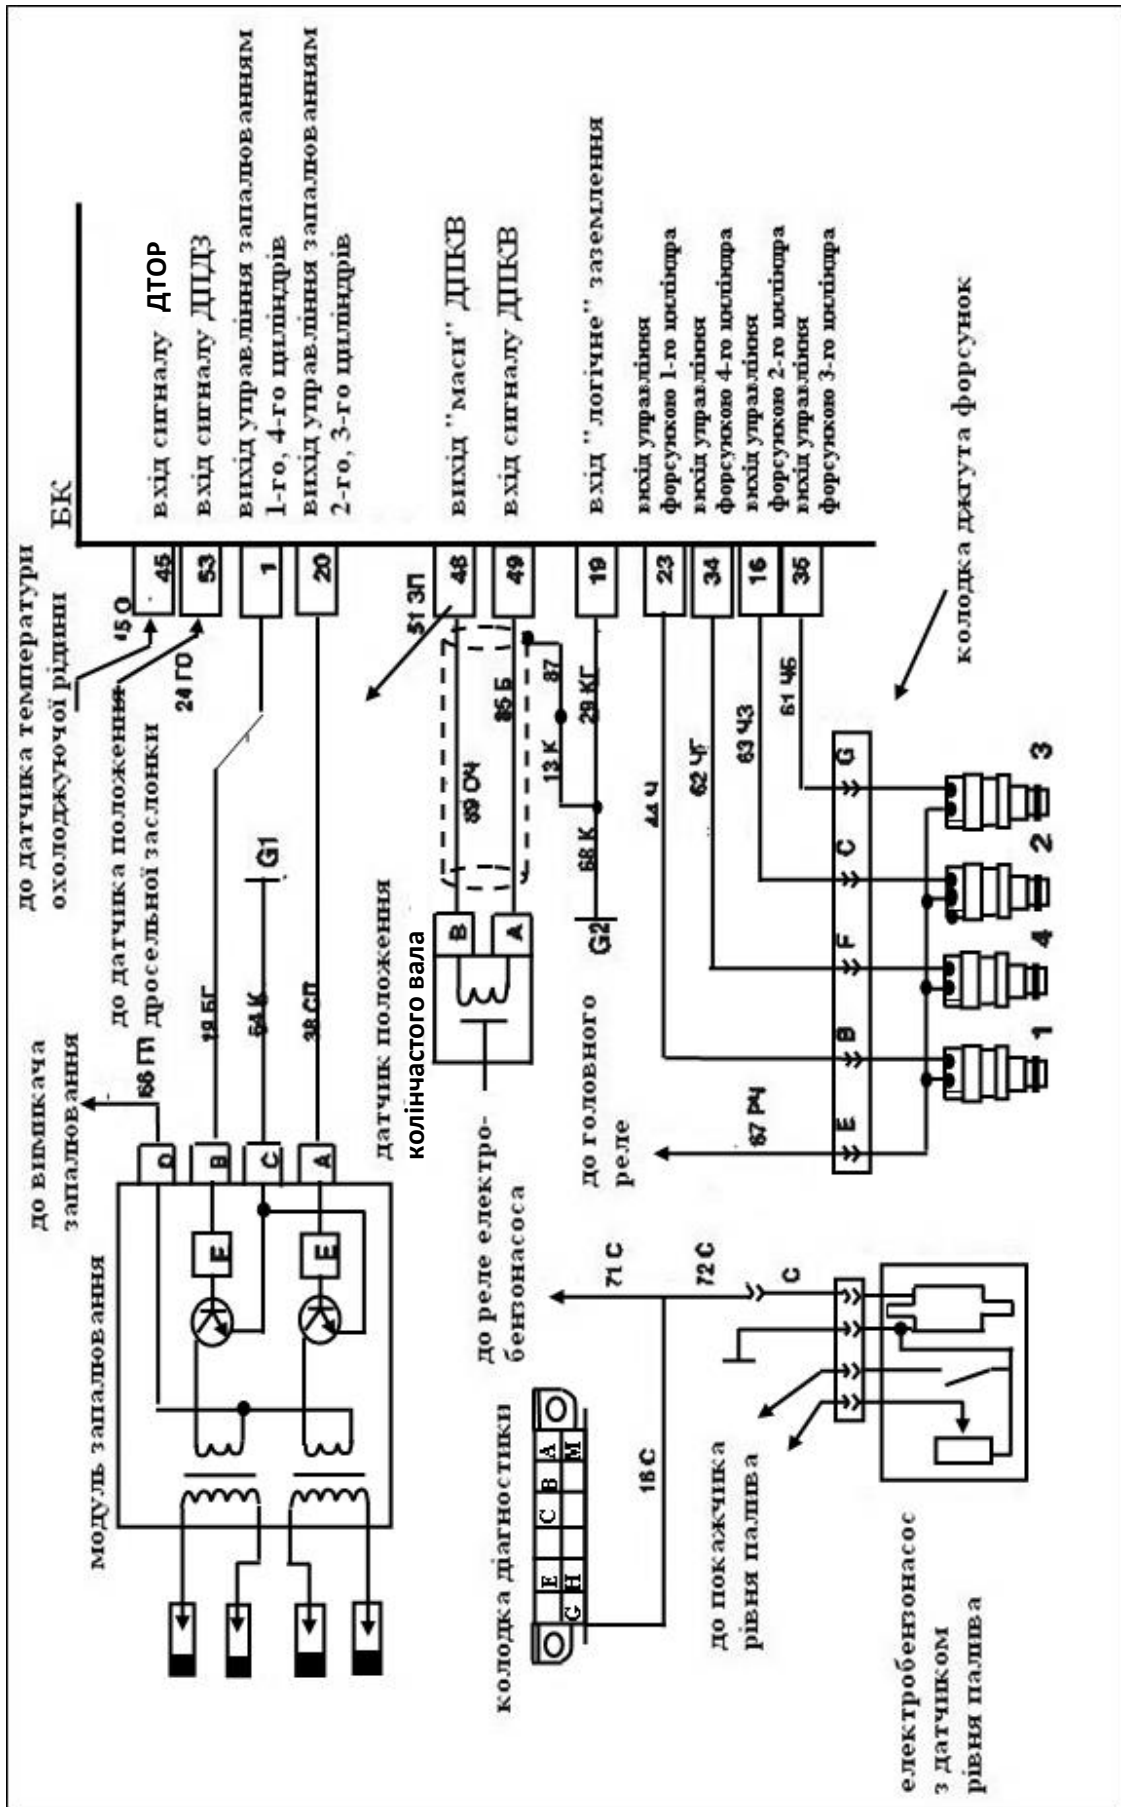 БК
вхід сигналу ДТОР
вхід сигналу ДПДЗ
вихід управління запалюванням
1-го, 4-го циліндрів
вихід управління запалюванням
2-го, 3-го циліндрів
вихід "маси" ДПКВ
вхід сигналу ДПКВ
вхід "логічне" заземлення
вихід управління
форсункою 1-го циліндра
вихід управління
форсункою 4-го циліндра
вихід управління
форсункою 2-го циліндра
вихід управління
форсункою 3-го циліндра
45
53
1
20
48
49
19
23
34
16
35
до датчика температури
охолоджуючої рідини
до датчика положення
дросельної заслонки
15 О
24 ГО
51 ЗП
19 БГ
54 К
G1
38 СП
89 ОЧ
85 Б
13 К
87
29 КГ
68 К
G2
44 Ч
62 ЧГ
63 ЧЗ
61 ЧБ
колодка джгута форсунок
до вимикача
запалювання
68 ГП
D
B
C
A
E
E
модуль запалювання
датчик положення
колінчастого вала
B
A
до реле електро-
бензонасоса
до головного
реле
67 РЧ
E
B
F
C
G
1
4
2
3
71 С
72 С
C
18 С
колодка діагностики
A
B
C
E
M
H
G
до покажчика
рівня палива
електробензонасос
з датчиком
рівня палива